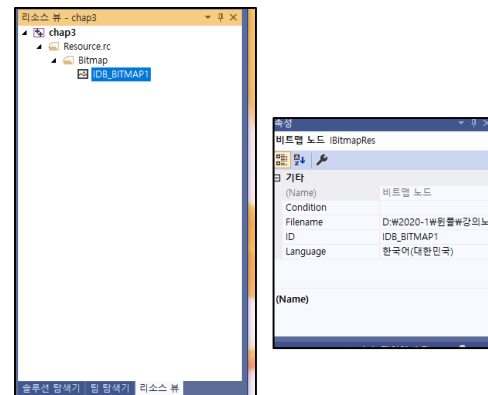 리소스 뷰 - chap3
chap3
Resource.rc
Bitmap
IDB_BITMAP1
솔루션 탐색기 팀 탐색기 리소스 뷰
속성
비트맵 노드 IBitmapRes
기타
(Name) 비트맵 노드
Condition
Filename D:₩2020-1₩윈플₩강의노
ID IDB_BITMAP1
Language 한국어(대한민국)
(Name)